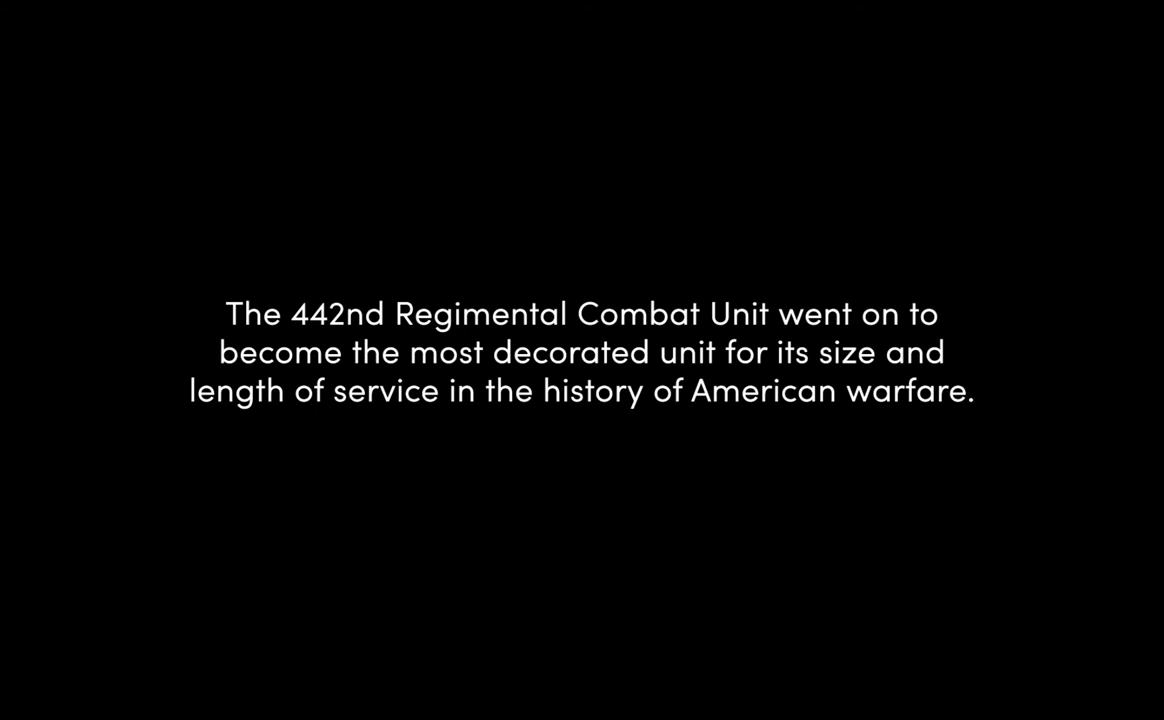 The 442nd Regimental Combat Unit went on to
become the most decorated unit for its size and
length of service in the history of American warfare.